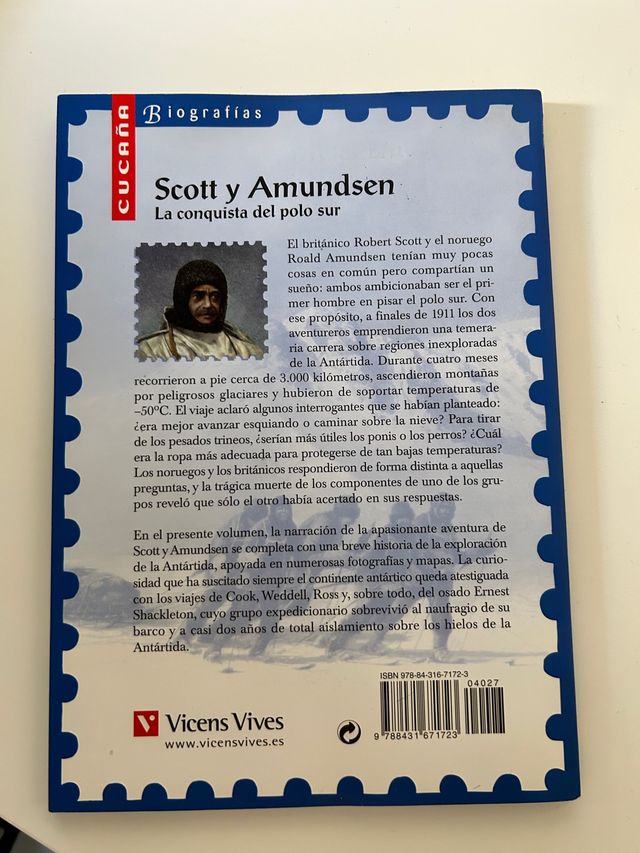 CUCAÑA
Biografías
Scott y Amundsen
La conquista del polo sur
El británico Robert Scott y el noruego
Roald Amundsen tenían muy pocas
cosas en común pero compartían un
sueño: ambos ambicionaban ser el pri-
mer hombre en pisar el polo sur. Con
ese propósito, a finales de 1911 los dos
aventureros emprendieron una temera-
ria carrera sobre regiones inexploradas
de la Antártida. Durante cuatro meses
recorrieron a pie cerca de 3.000 kilómetros, ascendieron montañas
por peligrosos glaciares y hubieron de soportar temperaturas de
–50ºC. El viaje aclaró algunos interrogantes que se habían planteado:
¿era mejor avanzar esquiando o caminar sobre la nieve? Para tirar
de los pesados trineos, ¿serían más útiles los ponis o los perros? ¿Cuál
era la ropa más adecuada para protegerse de tan bajas temperaturas?
Los noruegos y los británicos respondieron de forma distinta a aquellas
preguntas, y la trágica muerte de los componentes de uno de los gru-
pos reveló que sólo el otro había acertado en sus respuestas.
En el presente volumen, la narración de la apasionante aventura de
Scott y Amundsen se completa con una breve historia de la exploración
de la Antártida, apoyada en numerosas fotografías y mapas. La curio-
sidad que ha suscitado siempre el continente antártico queda atestiguada
con los viajes de Cook, Weddell, Ross y, sobre todo, del osado Ernest
Shackleton, cuyo grupo expedicionario sobrevivió al naufragio de su
barco y a casi dos años de total aislamiento sobre los hielos de la
Antártida.
ISBN 978-84-316-7172-3
04027
9 788431 671723
Vicens Vives
www.vicensvives.es